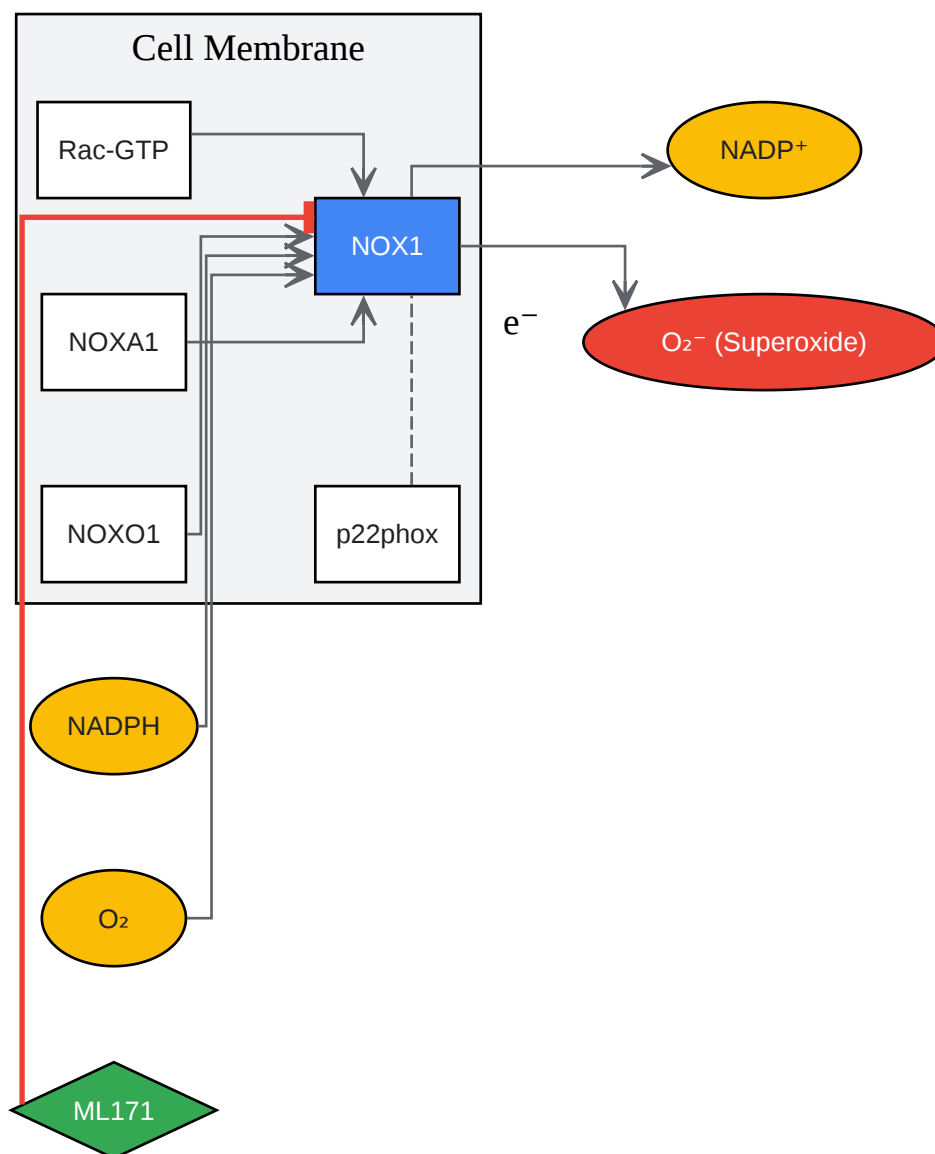 Cell Membrane
Rac-GTP
NADP⁺
NOX1
e⁻
NOXA1
O₂⁻ (Superoxide)
NOXO1
p22phox
NADPH
O₂
ML171